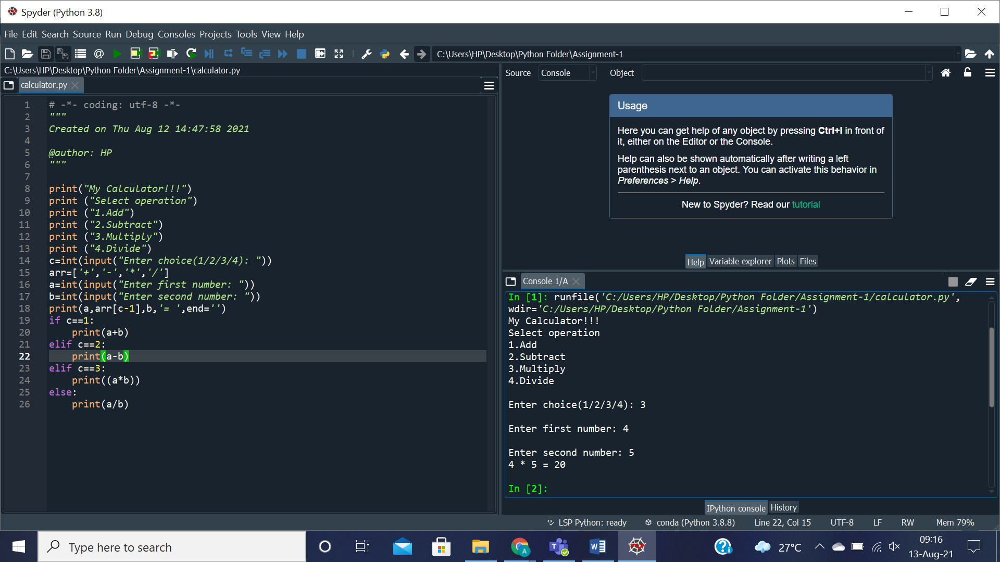 Spyder (Python 3.8)
File Edit Search Source Run Debug Consoles Projects Tools View Help
C:\Users\HP\Desktop\Python Folder\Assignment-1
C:\Users\HP\Desktop\Python Folder\Assignment-1\calculator.py
calculator.py
1 # -*- coding: utf-8 -*-
2 """
3 Created on Thu Aug 12 14:47:58 2021
4
5 @author: HP
6 """
7
8 print("My Calculator!!!")
9 print ("Select operation")
10 print ("1.Add")
11 print ("2.Subtract")
12 print ("3.Multiply")
13 print ("4.Divide")
14 c=int(input("Enter choice(1/2/3/4): "))
15 arr=['+','-','*','/']
16 a=int(input("Enter first number: "))
17 b=int(input("Enter second number: "))
18 print(a,arr[c-1],b,'= ',end='')
19 if c==1:
20     print(a+b)
21 elif c==2:
22     print(a-b)
23 elif c==3:
24     print((a*b))
25 else:
26     print(a/b)
Source Console Object
Usage
Here you can get help of any object by pressing Ctrl+I in front of
it, either on the Editor or the Console.
Help can also be shown automatically after writing a left
parenthesis next to an object. You can activate this behavior in
Preferences > Help.
New to Spyder? Read our tutorial
Help Variable explorer Plots Files
Console 1/A
In [1]: runfile('C:/Users/HP/Desktop/Python Folder/Assignment-1/calculator.py',
wdir='C:/Users/HP/Desktop/Python Folder/Assignment-1')
My Calculator!!!
Select operation
1.Add
2.Subtract
3.Multiply
4.Divide
Enter choice(1/2/3/4): 3
Enter first number: 4
Enter second number: 5
4 * 5 = 20
In [2]:
IPython console History
LSP Python: ready conda (Python 3.8.8) Line 22, Col 15 UTF-8 LF RW Mem 79%
Type here to search
27°C
09:16
13-Aug-21